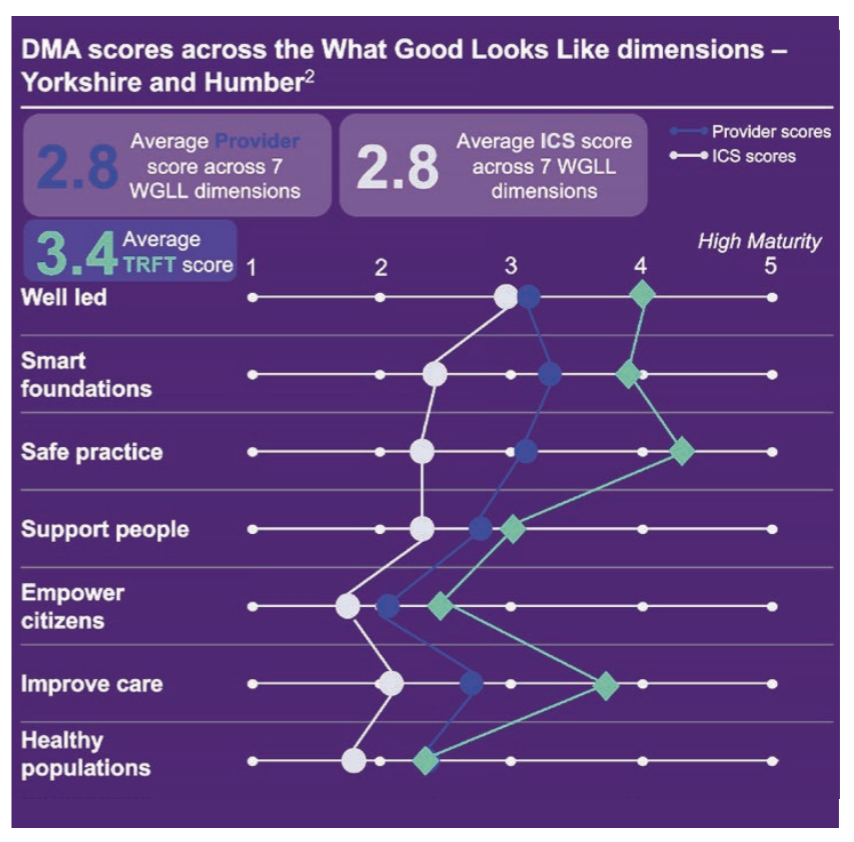 DMA scores across the What Good Looks Like dimensions –
Yorkshire and Humber2
2.8
Average Provider
score across 7
WGLL dimensions
2.8
Average ICS score
across 7 WGLL
dimensions
Provider scores
ICS scores
3.4
Average
TRFT score
High Maturity
1 2 3 4 5
Well led
Smart
foundations
Safe practice
Support people
Empower
citizens
Improve care
Healthy
populations